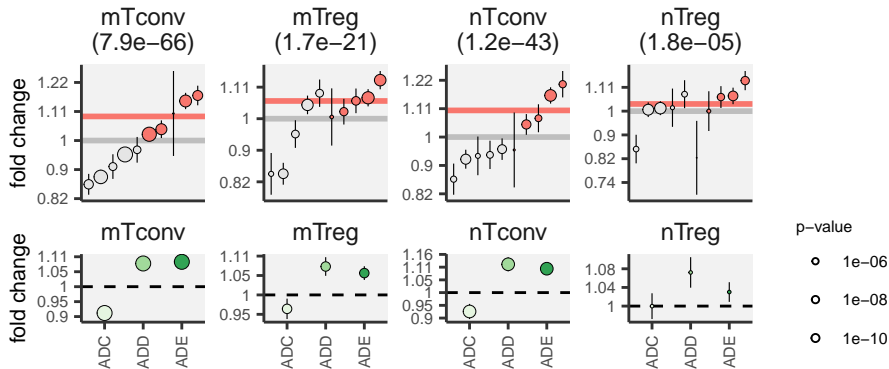 mTconv
(7.9e−66)
mTreg
(1.7e−21)
nTconv
(1.2e−43)
nTreg
(1.8e−05)
fold change
1.22
1.11
1
0.9
0.82
1.11
1
0.9
0.82
1.22
1.11
1
0.9
0.82
1.11
1
0.9
0.82
0.74
mTconv
mTreg
nTconv
nTreg
fold change
1.11
1.05
1
0.95
0.9
1.11
1.05
1
0.95
1.16
1.11
1.05
1
0.95
0.9
1.08
1.04
1
ADC
ADD
ADE
ADC
ADD
ADE
ADC
ADD
ADE
ADC
ADD
ADE
p−value
1e−06
1e−08
1e−10